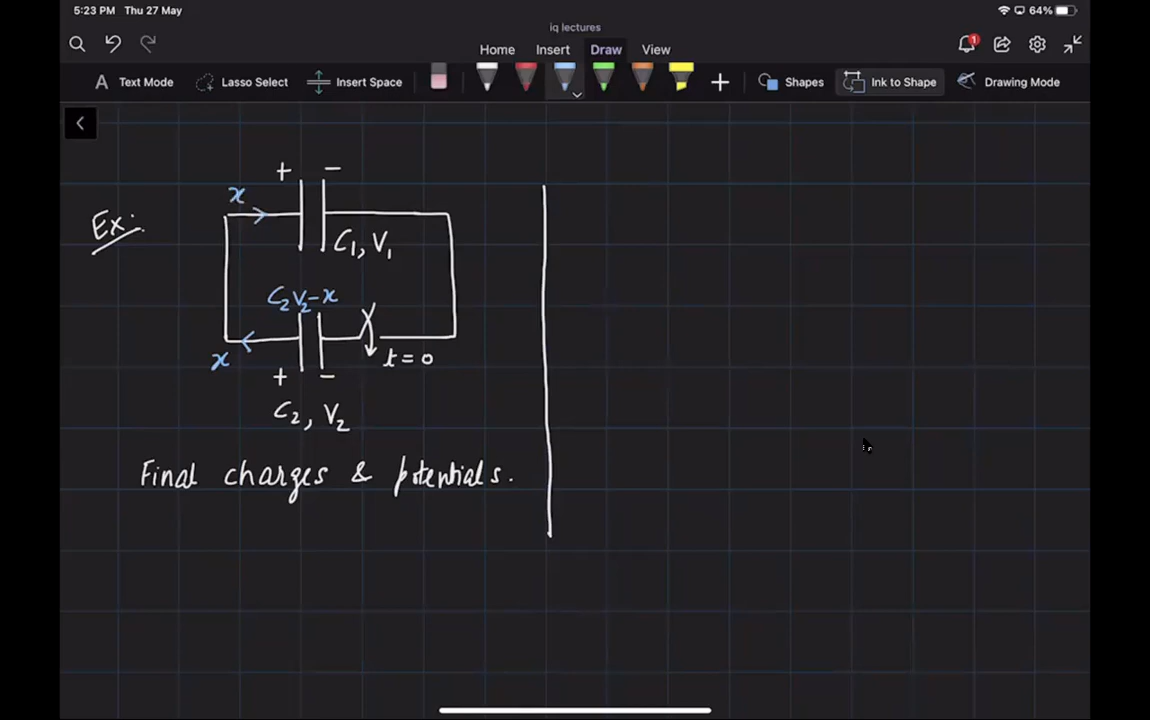 5:23 PM Thu 27 May
64%
iq lectures
Home Insert Draw View
1
Text Mode Lasso Select Insert Space Shapes Ink to Shape Drawing Mode
+ −
x
Ex:
C₁, V₁
C₂V₂−x
x
t = 0
+ −
C₂, V₂
Final charges & potentials.